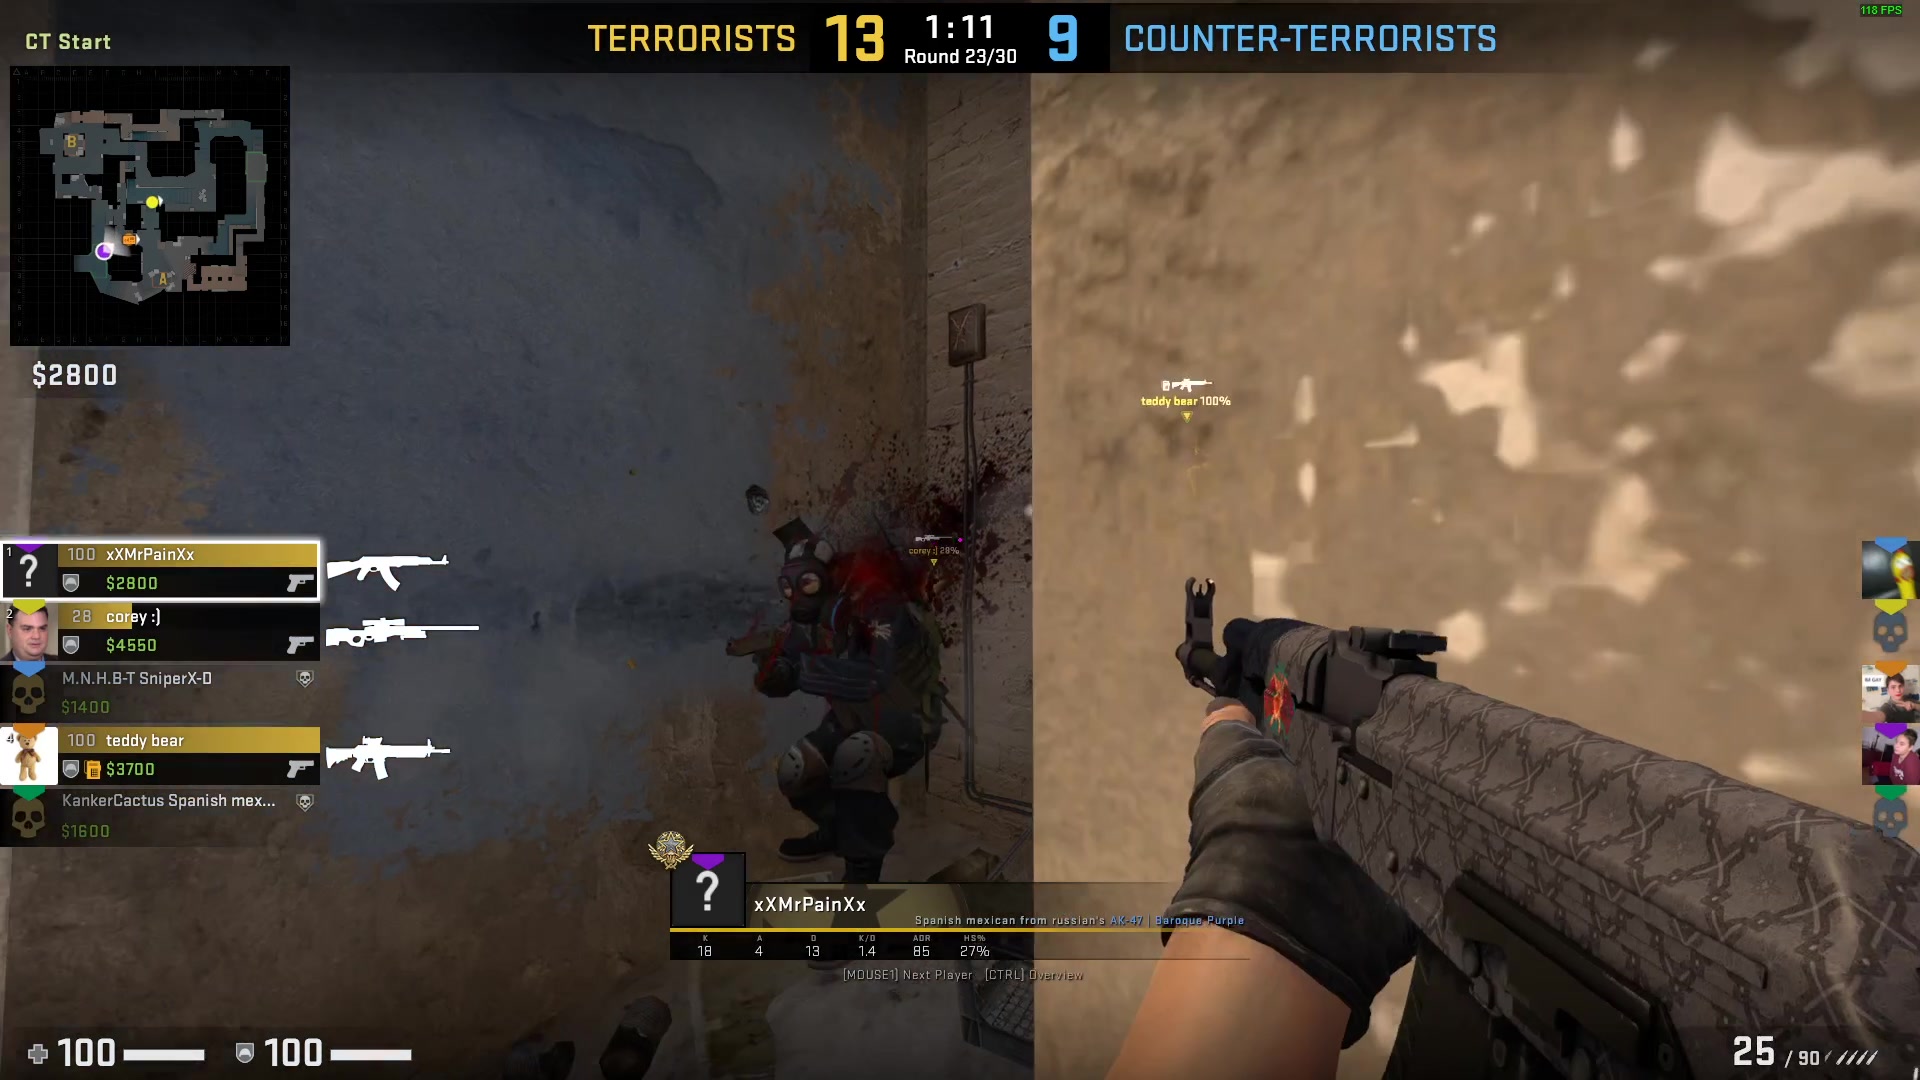 118 FPS
CT Start
TERRORISTS 13 1:11 9 COUNTER-TERRORISTS
Round 23/30
B
A
$2800
teddy bear 100%
corey :) 28%
1 ? 100 xXMrPainXx
$2800
2 28 corey :)
$4550
M.N.H.B-T SniperX-D
$1400
4 100 teddy bear
$3700
KankerCactus Spanish mex...
$1600
? xXMrPainXx
Spanish mexican from russian's AK-47 | Baroque Purple
K A D K/D ADR HS%
18 4 13 1.4 85 27%
[MOUSE1] Next Player [CTRL] Overview
100 100
25 / 90